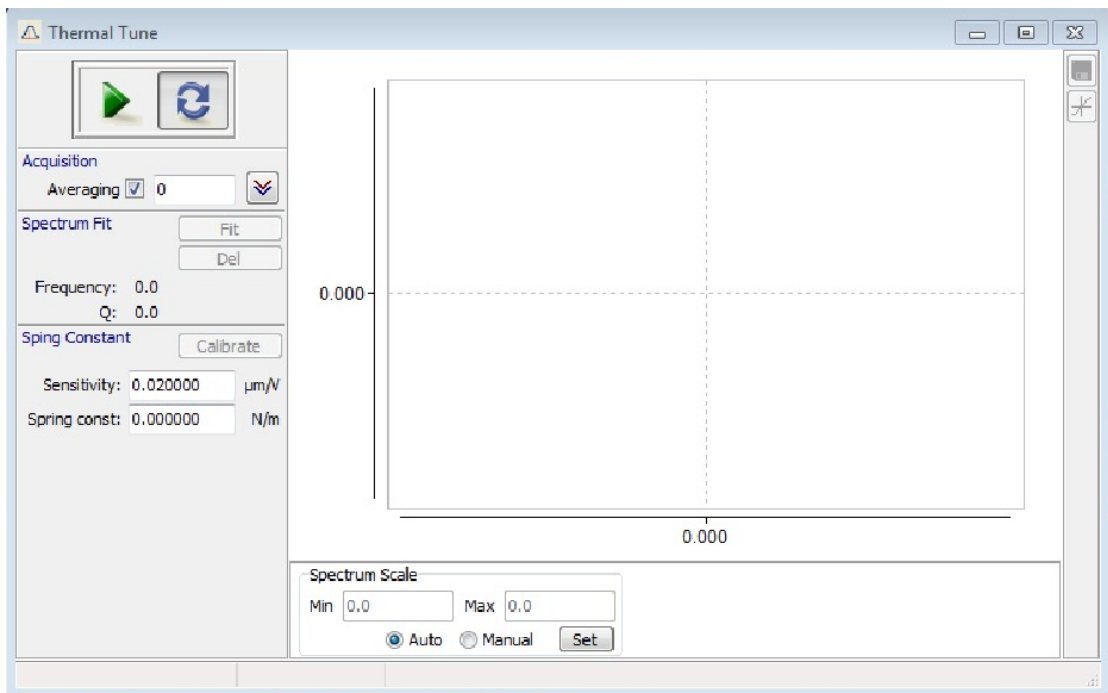 Thermal Tune
Acquisition
Averaging 0
Spectrum Fit Fit
Del
Frequency: 0.0
Q: 0.0
Sping Constant Calibrate
Sensitivity: 0.020000 µm/V
Spring const: 0.000000 N/m
0.000
0.000
Spectrum Scale
Min 0.0 Max 0.0
Auto Manual Set